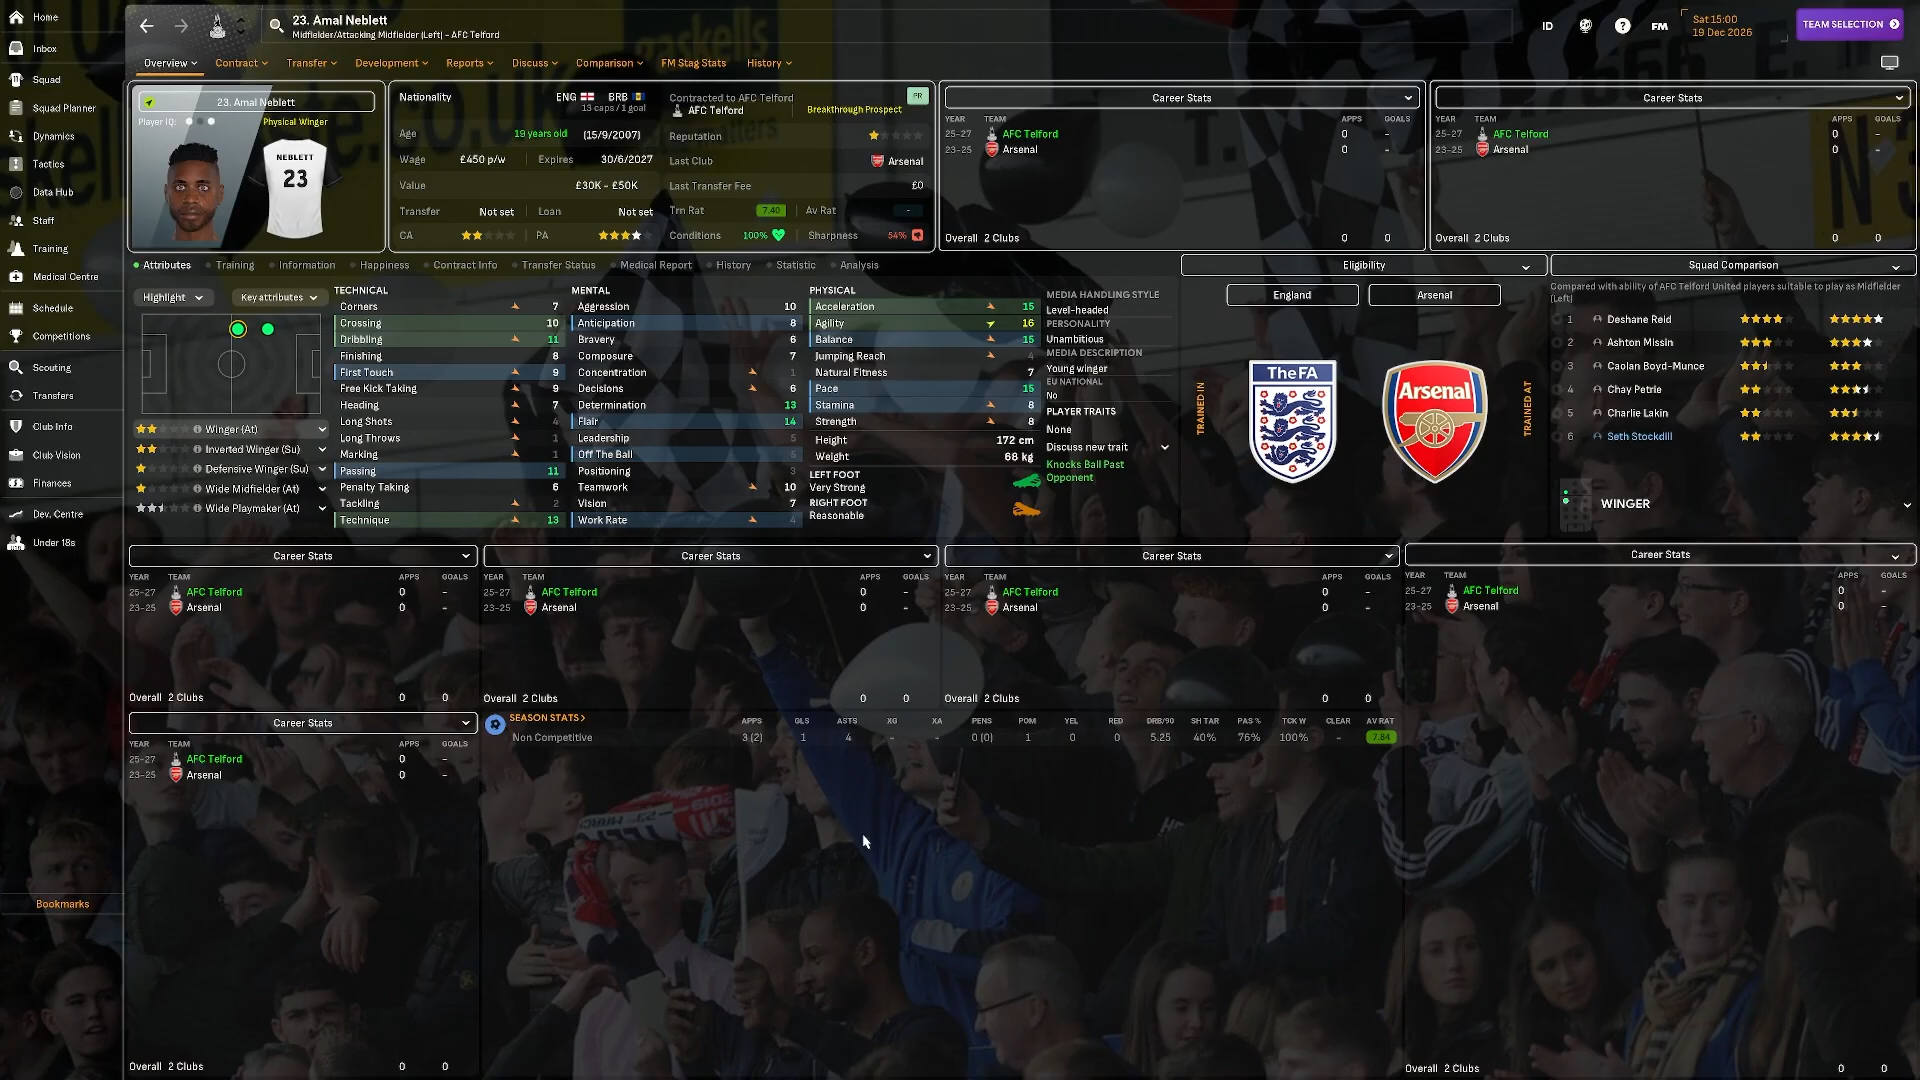 Home
Inbox
Squad
Squad Planner
Dynamics
Tactics
Data Hub
Staff
Training
Medical Centre
Schedule
Competitions
Scouting
Transfers
Club Info
Club Vision
Finances
Dev. Centre
Under 18s
Bookmarks
23. Amal Neblett
Midfielder/Attacking Midfielder (Left) - AFC Telford
ID
FM
Sat 15:00
19 Dec 2026
TEAM SELECTION
Overview Contract Transfer Development Reports Discuss Comparison FM Stag Stats History
23. Amal Neblett
Player IQ:
Physical Winger
NEBLETT
23
Nationality ENG BRB
13 caps / 1 goal
Age 19 years old (15/9/2007)
Wage £450 p/w Expires 30/6/2027
Value £30K - £50K
Transfer Not set Loan Not set
CA PA
Contracted to AFC Telford PR
AFC Telford Breakthrough Prospect
Reputation
Last Club Arsenal
Last Transfer Fee £0
Trn Rat 7.40 Av Rat -
Conditions 100% Sharpness 54%
Career Stats
YEAR TEAM APPS GOALS
25-27 AFC Telford 0 -
23-25 Arsenal 0 -
Overall 2 Clubs 0 0
Career Stats
YEAR TEAM APPS GOALS
25-27 AFC Telford 0 -
23-25 Arsenal 0 -
Overall 2 Clubs 0 0
Attributes Training Information Happiness Contract Info Transfer Status Medical Report History Statistic Analysis
Highlight Key attributes
Winger (At)
Inverted Winger (Su)
Defensive Winger (Su)
Wide Midfielder (At)
Wide Playmaker (At)
TECHNICAL
Corners 7
Crossing 10
Dribbling 11
Finishing 8
First Touch 9
Free Kick Taking 9
Heading 7
Long Shots 4
Long Throws 1
Marking 1
Passing 11
Penalty Taking 6
Tackling 2
Technique 13
MENTAL
Aggression 10
Anticipation 8
Bravery 6
Composure 7
Concentration 1
Decisions 6
Determination 13
Flair 14
Leadership 5
Off The Ball 5
Positioning 3
Teamwork 10
Vision 7
Work Rate 4
PHYSICAL
Acceleration 15
Agility 16
Balance 15
Jumping Reach 4
Natural Fitness 7
Pace 15
Stamina 8
Strength 8
Height 172 cm
Weight 68 kg
LEFT FOOT
Very Strong
RIGHT FOOT
Reasonable
MEDIA HANDLING STYLE
Level-headed
PERSONALITY
Unambitious
MEDIA DESCRIPTION
Young winger
EU NATIONAL
No
PLAYER TRAITS
None
Discuss new trait
Knocks Ball Past
Opponent
Eligibility
England Arsenal
TRAINED IN
The FA
Arsenal
TRAINED AT
Squad Comparison
Compared with ability of AFC Telford United players suitable to play as Midfielder
(Left)
1 Deshane Reid
2 Ashton Missin
3 Caolan Boyd-Munce
4 Chay Petrie
5 Charlie Lakin
6 Seth Stockdill
WINGER
Career Stats
YEAR TEAM APPS GOALS
25-27 AFC Telford 0 -
23-25 Arsenal 0 -
Overall 2 Clubs 0 0
Career Stats
YEAR TEAM APPS GOALS
25-27 AFC Telford 0 -
23-25 Arsenal 0 -
Overall 2 Clubs 0 0
Career Stats
YEAR TEAM APPS GOALS
25-27 AFC Telford 0 -
23-25 Arsenal 0 -
Overall 2 Clubs 0 0
Career Stats
YEAR TEAM APPS GOALS
25-27 AFC Telford 0 -
23-25 Arsenal 0 -
Overall 2 Clubs 0 0
Career Stats
YEAR TEAM APPS GOALS
25-27 AFC Telford 0 -
23-25 Arsenal 0 -
Overall 2 Clubs 0 0
SEASON STATS> APPS GLS ASTS XG XA PENS POM YEL RED DRB/90 SH TAR PAS % TCK W CLEAR AV RAT
Non Competitive 3 (2) 1 4 - - 0 (0) 1 0 0 5.25 40% 76% 100% - 7.84